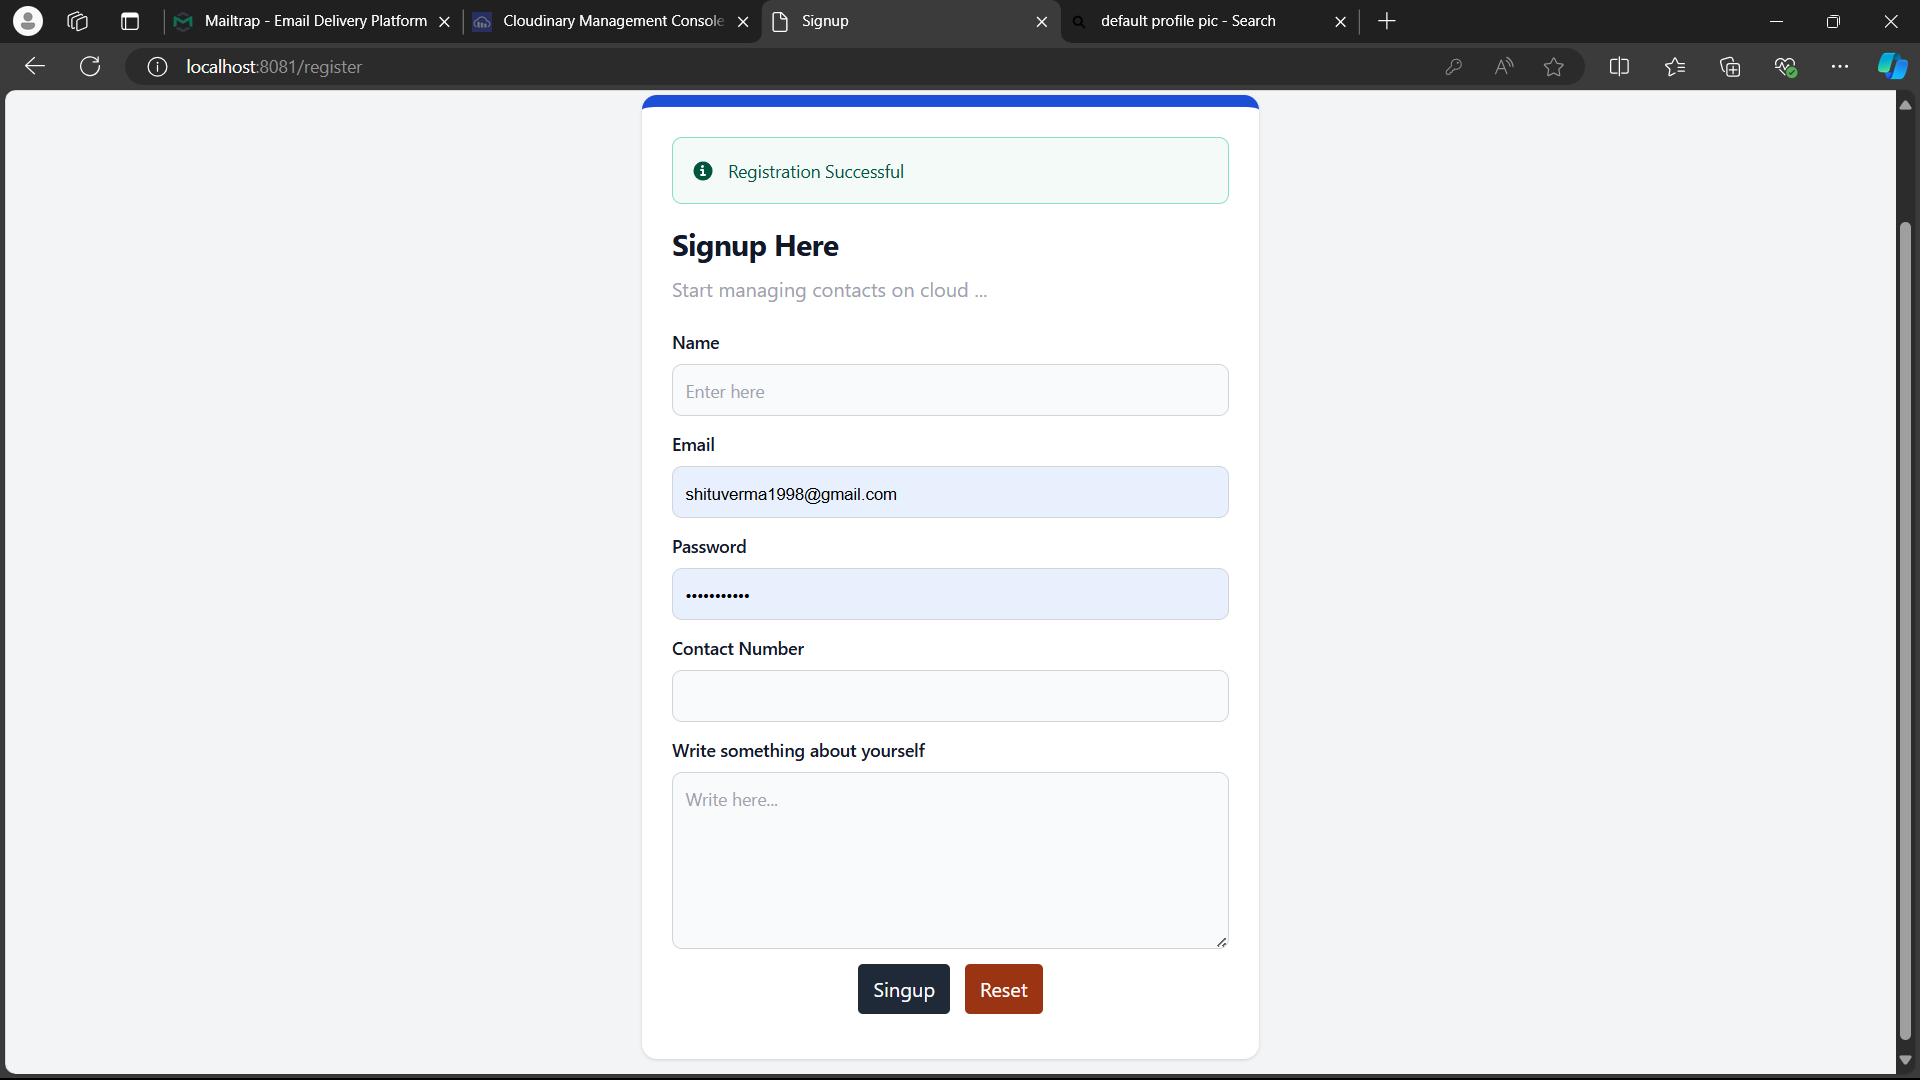 Mailtrap - Email Delivery Platform
Cloudinary Management Console
Signup
default profile pic - Search
localhost:8081/register
Registration Successful
Signup Here
Start managing contacts on cloud ...
Name
Enter here
Email
shituverma1998@gmail.com
Password
•••••••••••
Contact Number
Write something about yourself
Write here...
Singup
Reset